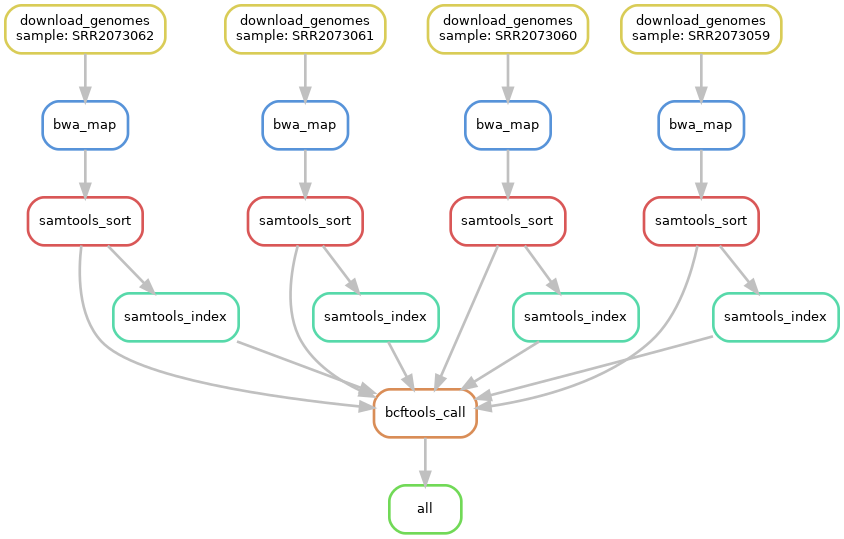 download_genomes
sample: SRR2073062
download_genomes
sample: SRR2073061
download_genomes
sample: SRR2073060
download_genomes
sample: SRR2073059
bwa_map
bwa_map
bwa_map
bwa_map
samtools_sort
samtools_sort
samtools_sort
samtools_sort
samtools_index
samtools_index
samtools_index
samtools_index
bcftools_call
all